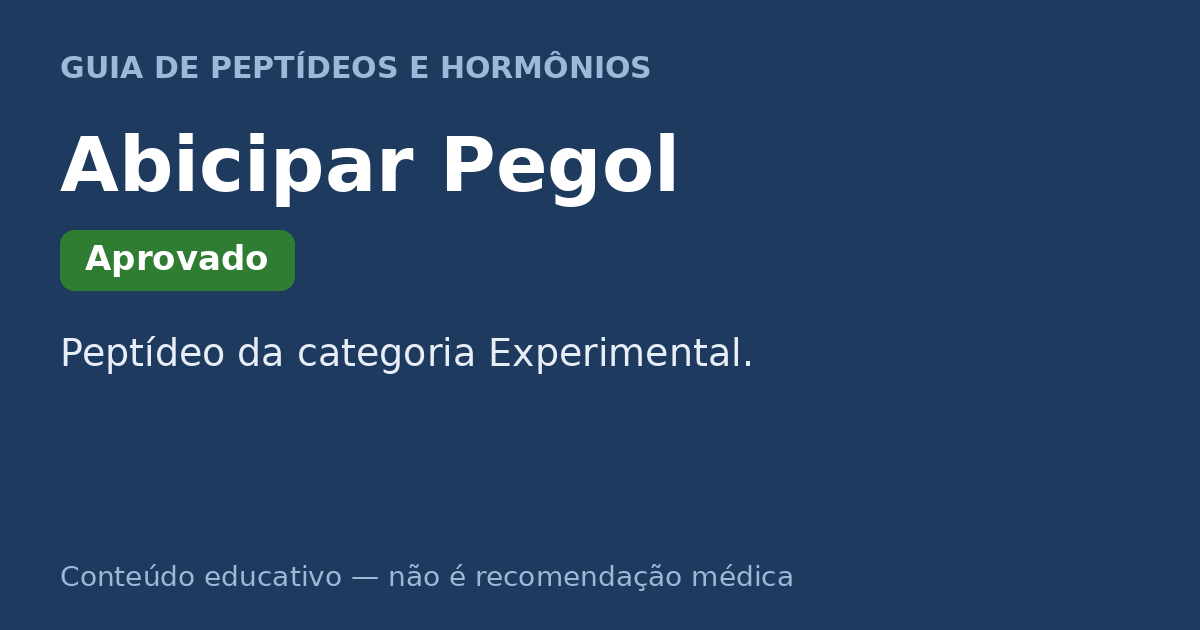 GUIA DE PEPTÍDEOS E HORMÔNIOS
Abicipar Pegol
Aprovado
Peptídeo da categoria Experimental.
Conteúdo educativo — não é recomendação médica